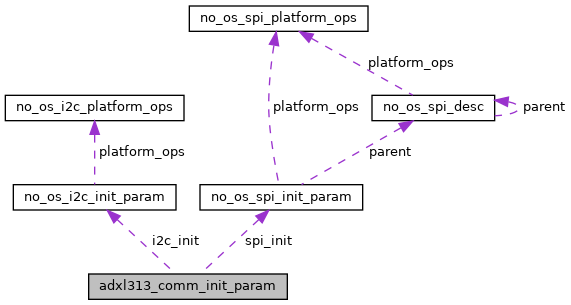 no_os_spi_platform_ops
platform_ops
no_os_i2c_platform_ops
platform_ops
no_os_spi_desc
parent
platform_ops
parent
no_os_i2c_init_param
no_os_spi_init_param
i2c_init
spi_init
adxl313_comm_init_param